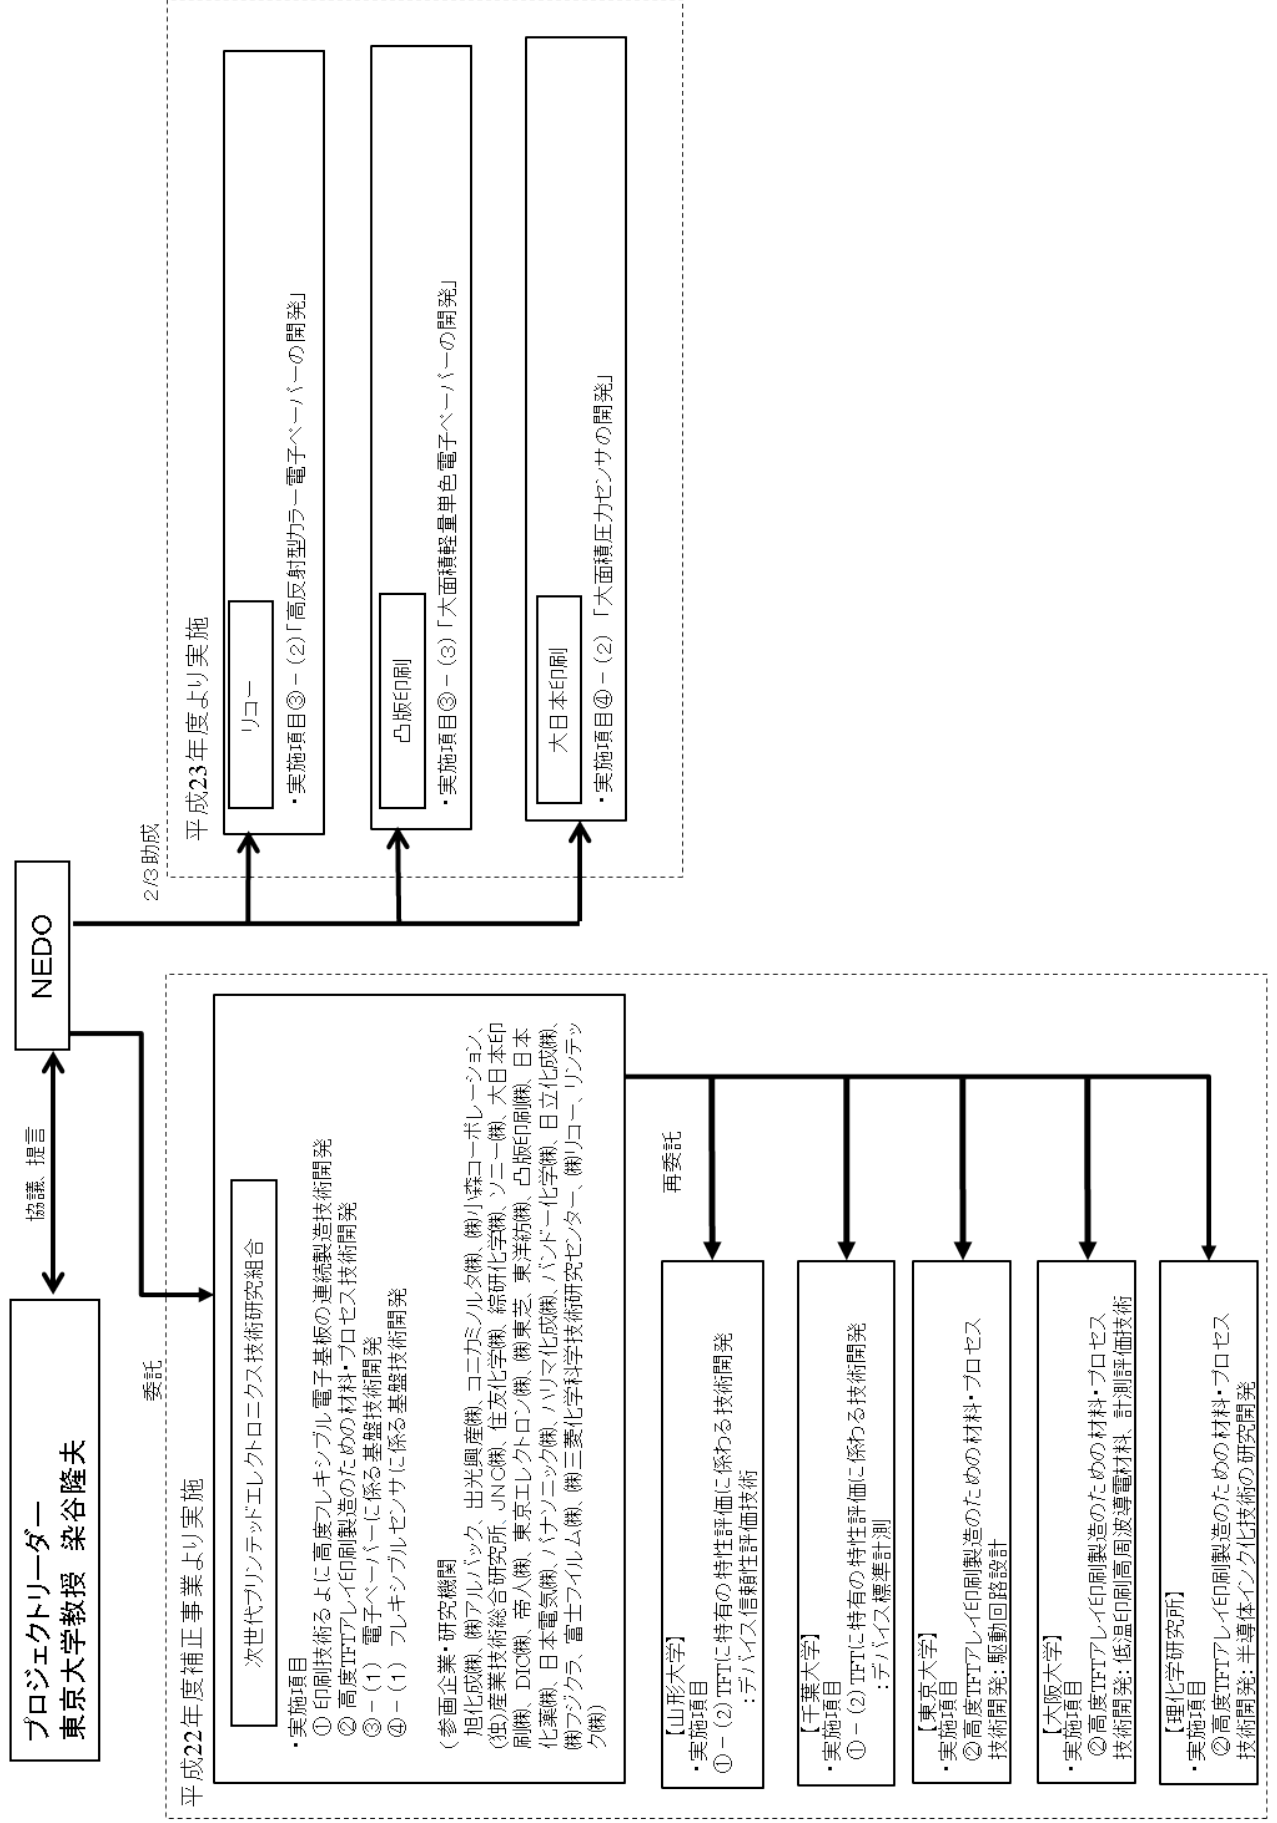 プロジェクトリーダー
東京大学教授 染谷隆夫
協議、提言
NEDO
委託
2/3助成
平成22年度補正事業より実施
次世代プリンテッドエレクトロニクス技術研究組合
・実施項目
①印刷技術るよに高度フレキシブル電子基板の連続製造技術開発
②高度TFTアレイ印刷製造のための材料・プロセス技術開発
③-(1) 電子ペーパーに係る基盤技術開発
④-(1) フレキシブルセンサに係る基盤技術開発
(参画企業・研究機関
旭化成㈱、㈱アルバック、出光興産㈱、コニカミノルタ㈱、㈱小森コーポレーション、
(独)産業技術総合研究所、JNC㈱、住友化学㈱、綜研化学㈱、ソニー㈱、大日本印
刷㈱、DIC㈱、帝人㈱、東京エレクトロン㈱、㈱東芝、東洋紡㈱、凸版印刷㈱、日本
化薬㈱、日本電気㈱、パナソニック㈱、ハリマ化成㈱、バンドー化学㈱、日立化成㈱、
㈱フジクラ、富士フイルム㈱、㈱三菱化学科学技術研究センター、㈱リコー、リンテッ
ク㈱)
再委託
【山形大学】
・実施項目
①-(2)TFTに特有の特性評価に係わる技術開発
:デバイス信頼性評価技術
【千葉大学】
・実施項目
①-(2)TFTに特有の特性評価に係わる技術開発
:デバイス標準計測
【東京大学】
・実施項目
②高度TFTアレイ印刷製造のための材料・プロセス
技術開発:駆動回路設計
【大阪大学】
・実施項目
②高度TFTアレイ印刷製造のための材料・プロセス
技術開発:低温印刷高周波導電材料、計測評価技術
【理化学研究所】
・実施項目
②高度TFTアレイ印刷製造のための材料・プロセス
技術開発:半導体インク化技術の研究開発
平成23年度より実施
リコー
・実施項目③-(2)「高反射型カラー電子ペーパーの開発」
凸版印刷
・実施項目③-(3)「大面積軽量単色電子ペーパーの開発」
大日本印刷
・実施項目④-(2) 「大面積圧力センサの開発」